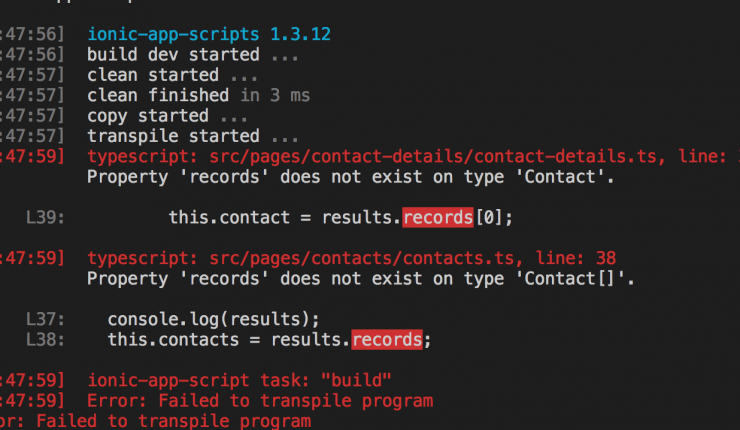 :47:56] ionic-app-scripts 1.3.12
:47:56] build dev started ...
:47:57] clean started ...
:47:57] clean finished in 3 ms
:47:57] copy started ...
:47:57] transpile started ...
:47:59] typescript: src/pages/contact-details/contact-details.ts, line:
Property 'records' does not exist on type 'Contact'.
L39: this.contact = results.records[0];
:47:59] typescript: src/pages/contacts/contacts.ts, line: 38
Property 'records' does not exist on type 'Contact[]'.
L37: console.log(results);
L38: this.contacts = results.records;
:47:59] ionic-app-script task: "build"
:47:59] Error: Failed to transpile program
or: Failed to transpile program